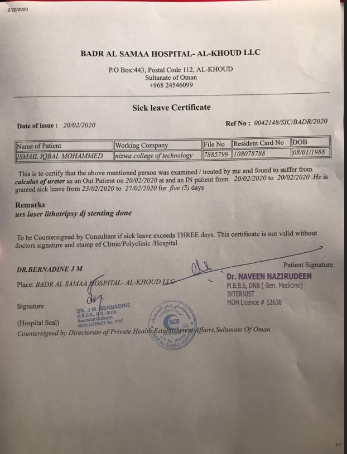 2/20/2020
BADR AL SAMAA HOSPITAL- AL-KHOUD LLC
P.O Box:443, Postal Code 112, AL-KHOUD
Sultanate of Oman
+968 24546099
Sick leave Certificate
Date of issue : 20/02/2020
Ref No : 0042148/SIC/BADR/2020
Name of Patient Working Company File No Resident Card No DOB
ISMAIL IQBAL MOHAMMED nizwa college of technology 7885799 108078788 08/01/1988
This is to certify that the above mentioned person was examined / treated by me and found to suffer from
calculus of ureter as an Out Patient on 20/02/2020 at and an IN patient from 20/02/2020 to 20/02/2020 .He is
granted sick leave from 23/02/2020 to 27/02/2020 for five (5) days
Remarks
urs laser lithotripsy dj stenting done
To be Countersigned by Consultant if sick leave exceeds THREE days. This certificate is not valid without
doctors signature and stamp of Clinic/Polyclinic /Hospital
DR.BERNADINE J M
Patient Signature
Place: BADR AL SAMAA HOSPITAL- AL-KHOUD LLC
Dr. NAVEEN NAZIRUDEEN
M.B.B.S, DNB ( Gen. Medicine)
INTERNIST
MOH Licence # 12638
Signature
DR. J M BERNADINE
(Hospital Seal)
Countersigned by Directorate of Private Health Establishment Affairs,Sultanate Of Oman